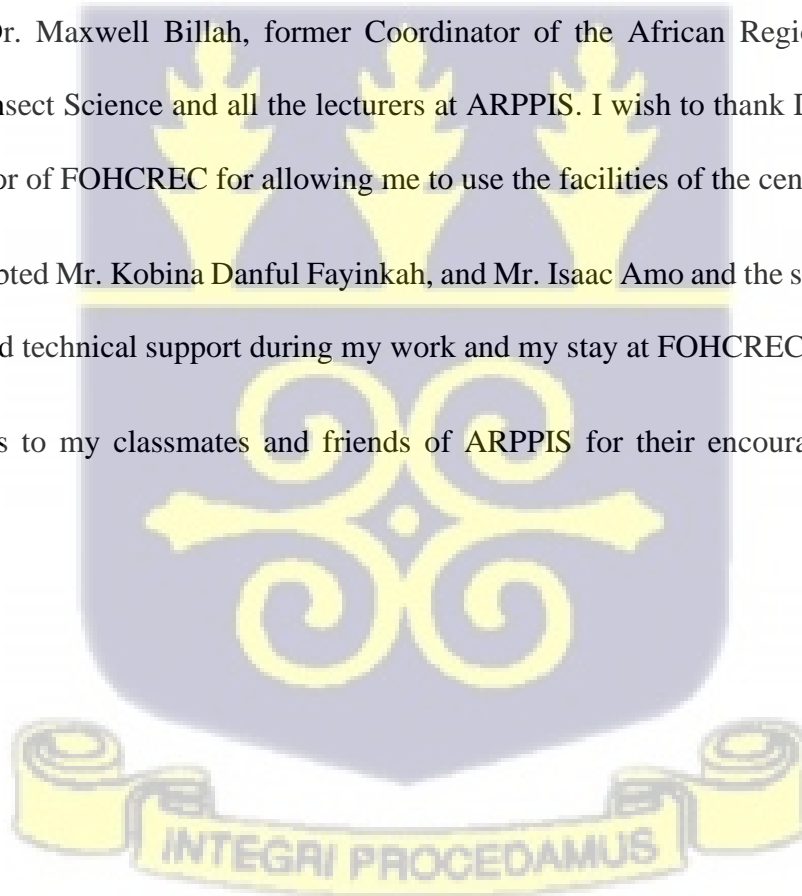 Dr. Maxwell Billah, former Coordinator of the African Regio
nsect Science and all the lecturers at ARPPIS. I wish to thank D
or of FOHCREC for allowing me to use the facilities of the cen
bted Mr. Kobina Danful Fayinkah, and Mr. Isaac Amo and the s
d technical support during my work and my stay at FOHCREC
s to my classmates and friends of ARPPIS for their encoura
INTEGRI PROCEDAMUS